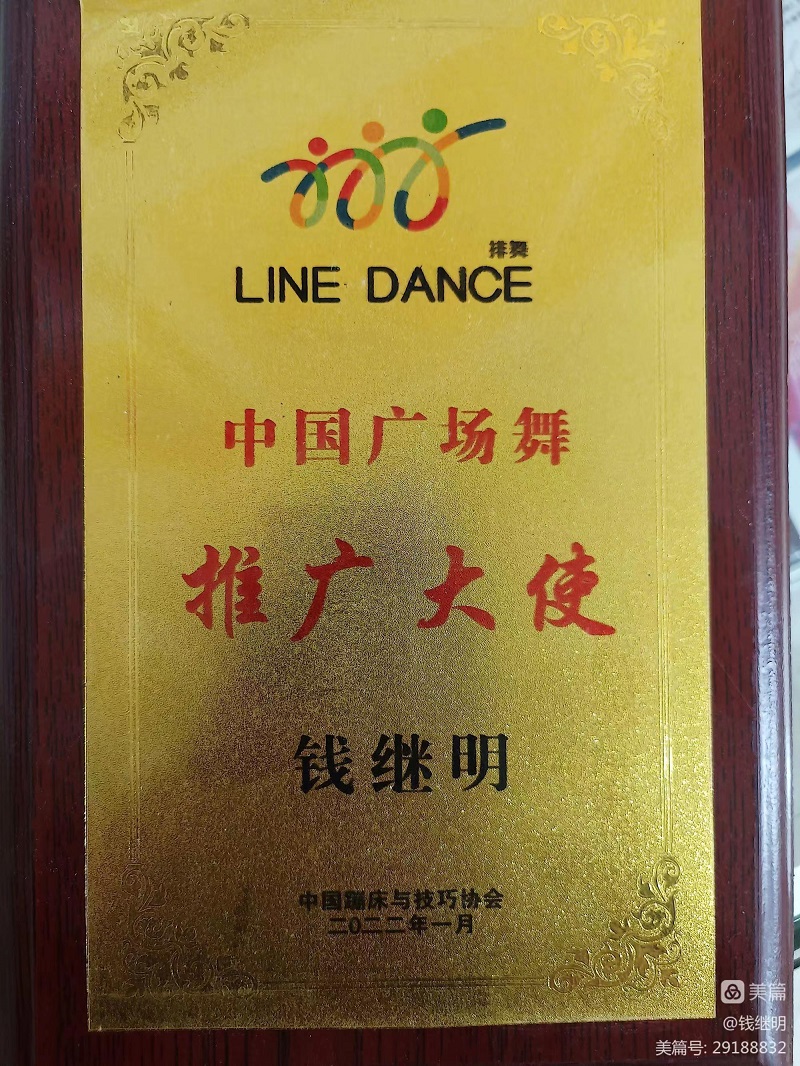 排舞
LINE DANCE
中国广场舞
推广大使
钱继明
中国蹦床与技巧协会
二0二二年一月
美篇
@钱继明
美篇号: 29188832